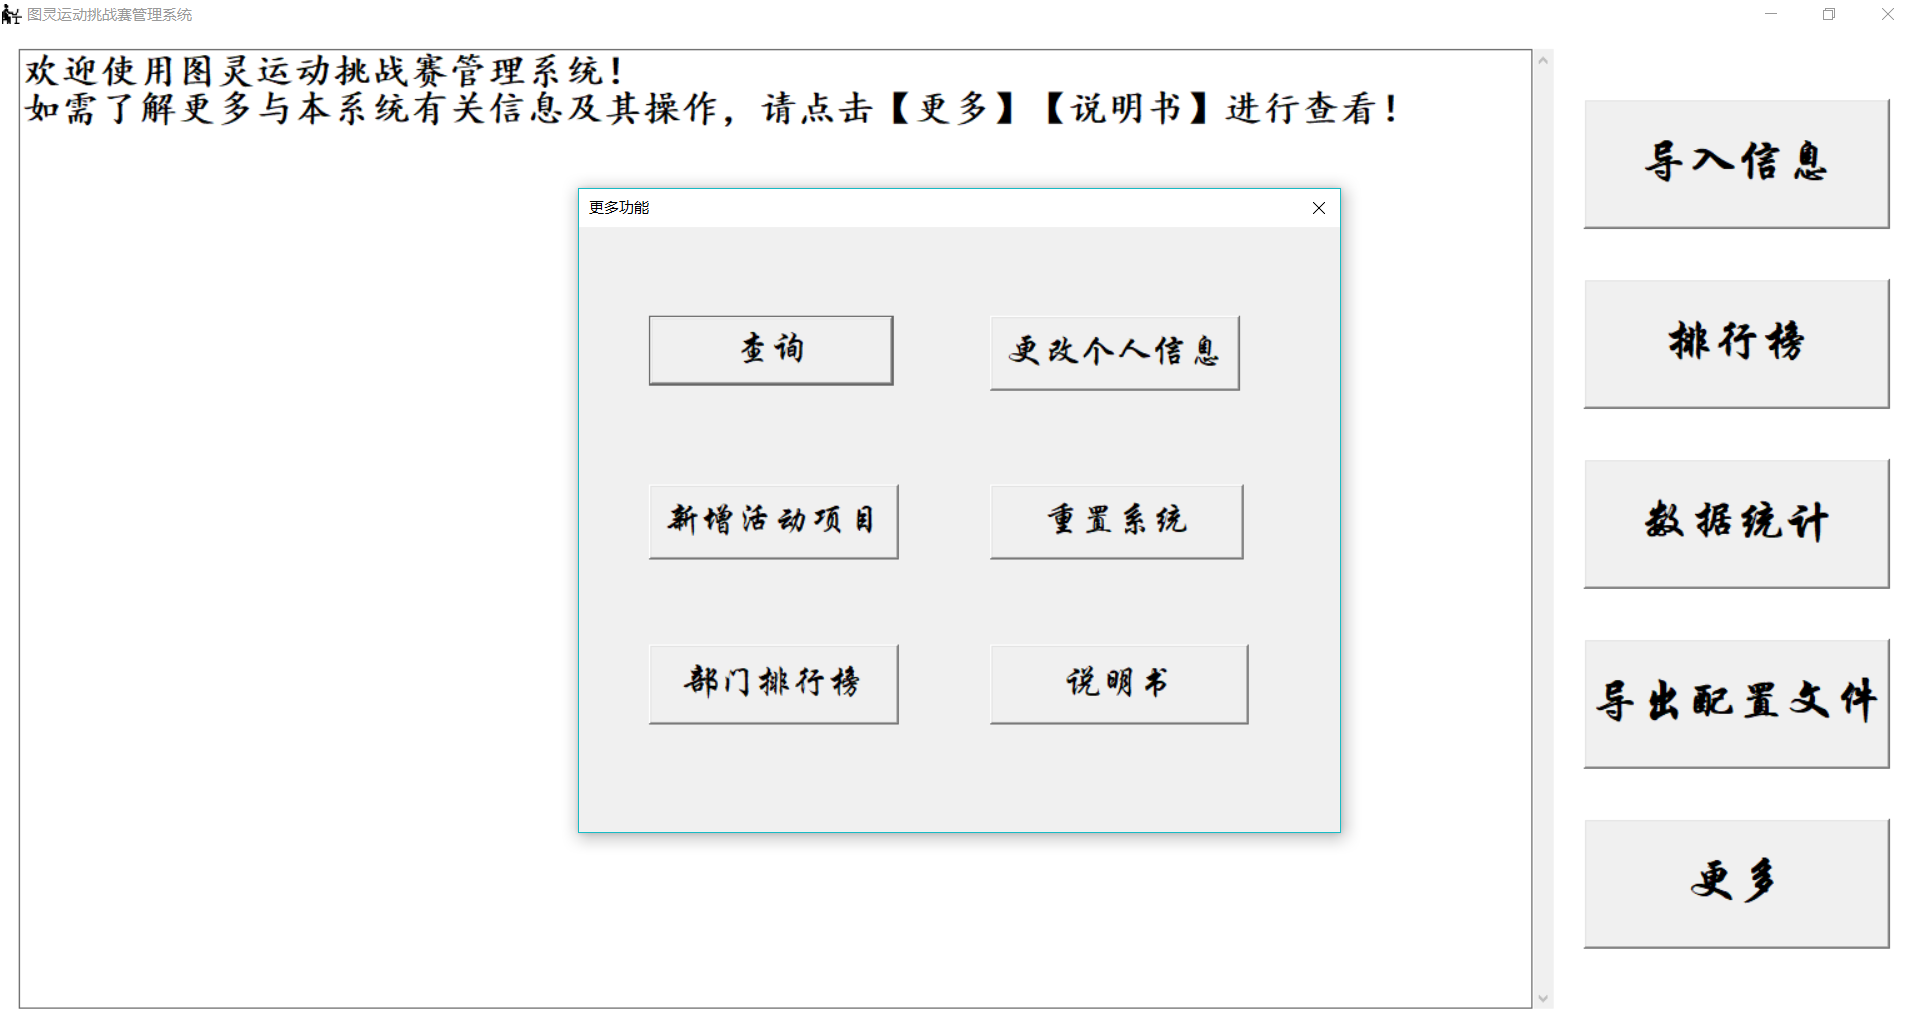 图灵运动挑战赛管理系统
欢迎使用图灵运动挑战赛管理系统！
如需了解更多与本系统有关信息及其操作，请点击【更多】【说明书】进行查看！
更多功能
查询
更改个人信息
新增活动项目
重置系统
部门排行榜
说明书
导入信息
排行榜
数据统计
导出配置文件
更多